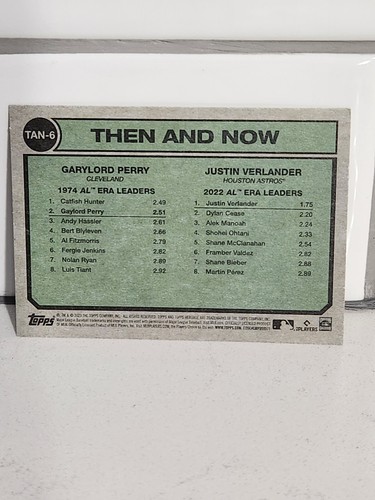 TAN-6
THEN AND NOW
GARYLORD PERRY
CLEVELAND
1974 AL™ ERA LEADERS
1. Catfish Hunter 2.49
2. Gaylord Perry 2.51
3. Andy Hassler 2.61
4. Bert Blyleven 2.66
5. Al Fitzmorris 2.79
6. Fergie Jenkins 2.82
7. Nolan Ryan 2.89
8. Luis Tiant 2.92
JUSTIN VERLANDER
HOUSTON ASTROS®
2022 AL™ ERA LEADERS
1. Justin Verlander 1.75
2. Dylan Cease 2.20
3. Alek Manoah 2.24
4. Shohei Ohtani 2.33
5. Shane McClanahan 2.54
6. Framber Valdez 2.82
7. Shane Bieber 2.88
8. Martín Pérez 2.89
Topps
PLAYERS